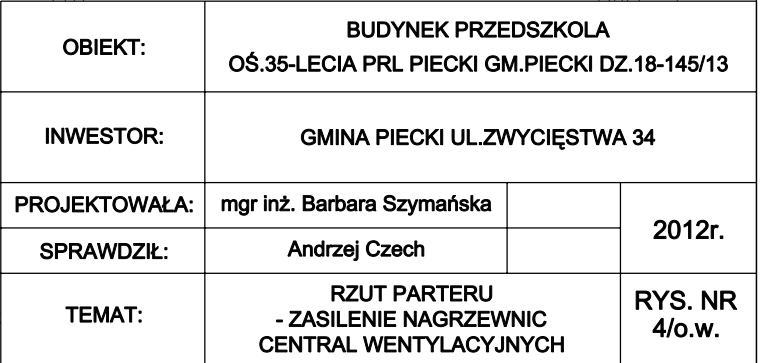 OBIEKT:
BUDYNEK PRZEDSZKOLA
OŚ.35-LECIA PRL PIECKI GM.PIECKI DZ.18-145/13
INWESTOR:
GMINA PIECKI UL.ZWYCIĘSTWA 34
PROJEKTOWAŁA:
mgr inż. Barbara Szymańska
2012r.
SPRAWDZIŁ:
Andrzej Czech
TEMAT:
RZUT PARTERU
- ZASILENIE NAGRZEWNIC
CENTRAL WENTYLACYJNYCH
RYS. NR
4/o.w.